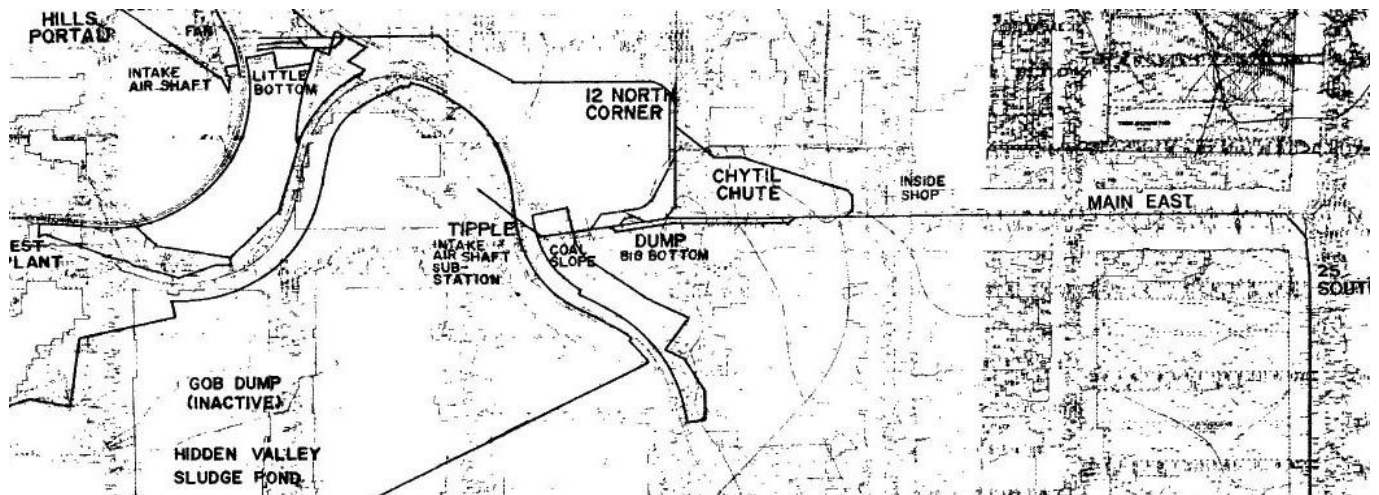 HILLS
PORTAL
FAN
INTAKE
AIR SHAFT
LITTLE
BOTTOM
12 NORTH
CORNER
CHYTIL
CHUTE
INSIDE
SHOP
MAIN EAST
TIPPLE
INTAKE
AIR SHAFT
SUB-
STATION
COAL
SLOPE
DUMP
BIG BOTTOM
EST
PLANT
25
SOUT
GOB DUMP
(INACTIVE)
HIDDEN VALLEY
SLUDGE POND